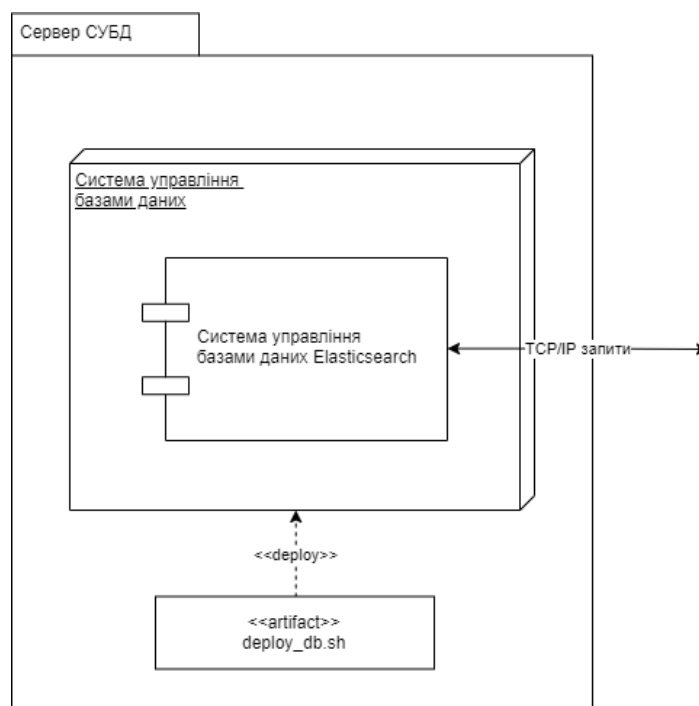 Сервер СУБД
Система управління
базами даних
Система управління
базами даних Elasticsearch
TCP/IP запити
<<deploy>>
<<artifact>>
deploy_db.sh